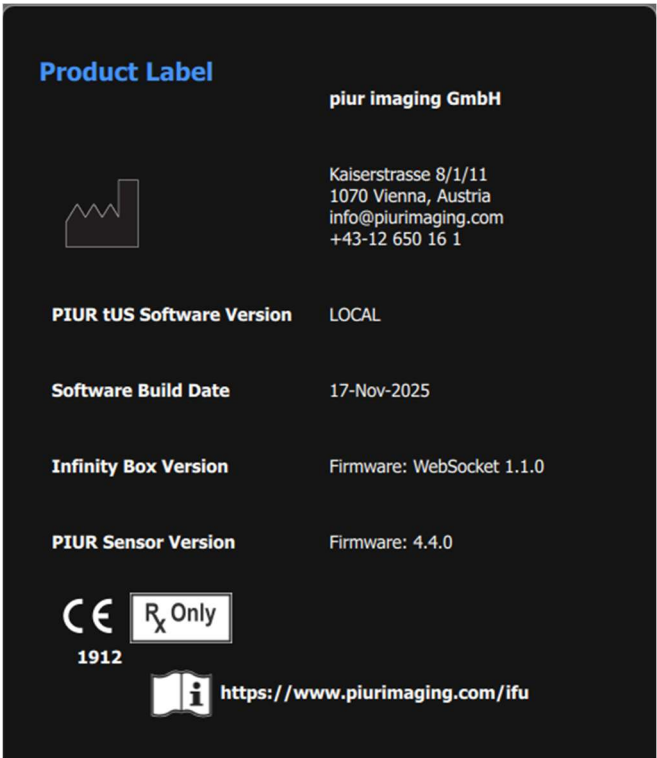 Product Label
piur imaging GmbH
Kaiserstrasse 8/1/11
1070 Vienna, Austria
info@piurimaging.com
+43-12 650 16 1
PIUR tUS Software Version LOCAL
Software Build Date 17-Nov-2025
Infinity Box Version Firmware: WebSocket 1.1.0
PIUR Sensor Version Firmware: 4.4.0
CE Rx Only
1912
i https://www.piurimaging.com/ifu